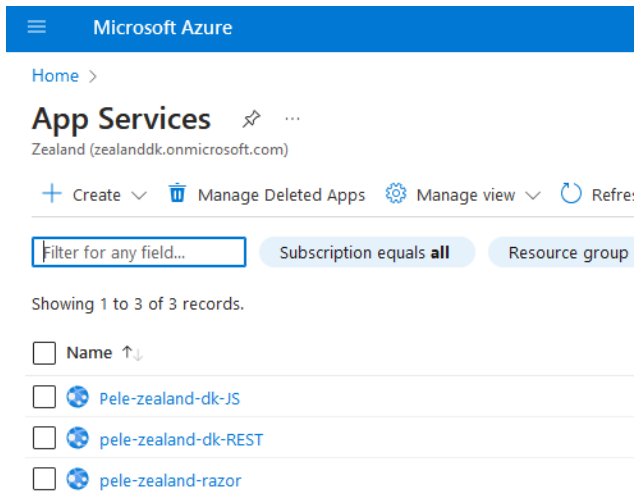 Microsoft Azure
Home >
App Services ...
Zealand (zealanddk.onmicrosoft.com)
+ Create Manage Deleted Apps Manage view Refres
Filter for any field... Subscription equals all Resource group
Showing 1 to 3 of 3 records.
Name ↑↓
Pele-zealand-dk-JS
pele-zealand-dk-REST
pele-zealand-razor